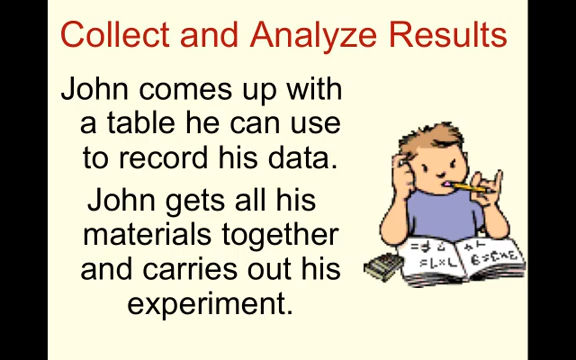 Collect and Analyze Results
John comes up with
a table he can use
to record his data.
John gets all his
materials together
and carries out his
experiment.